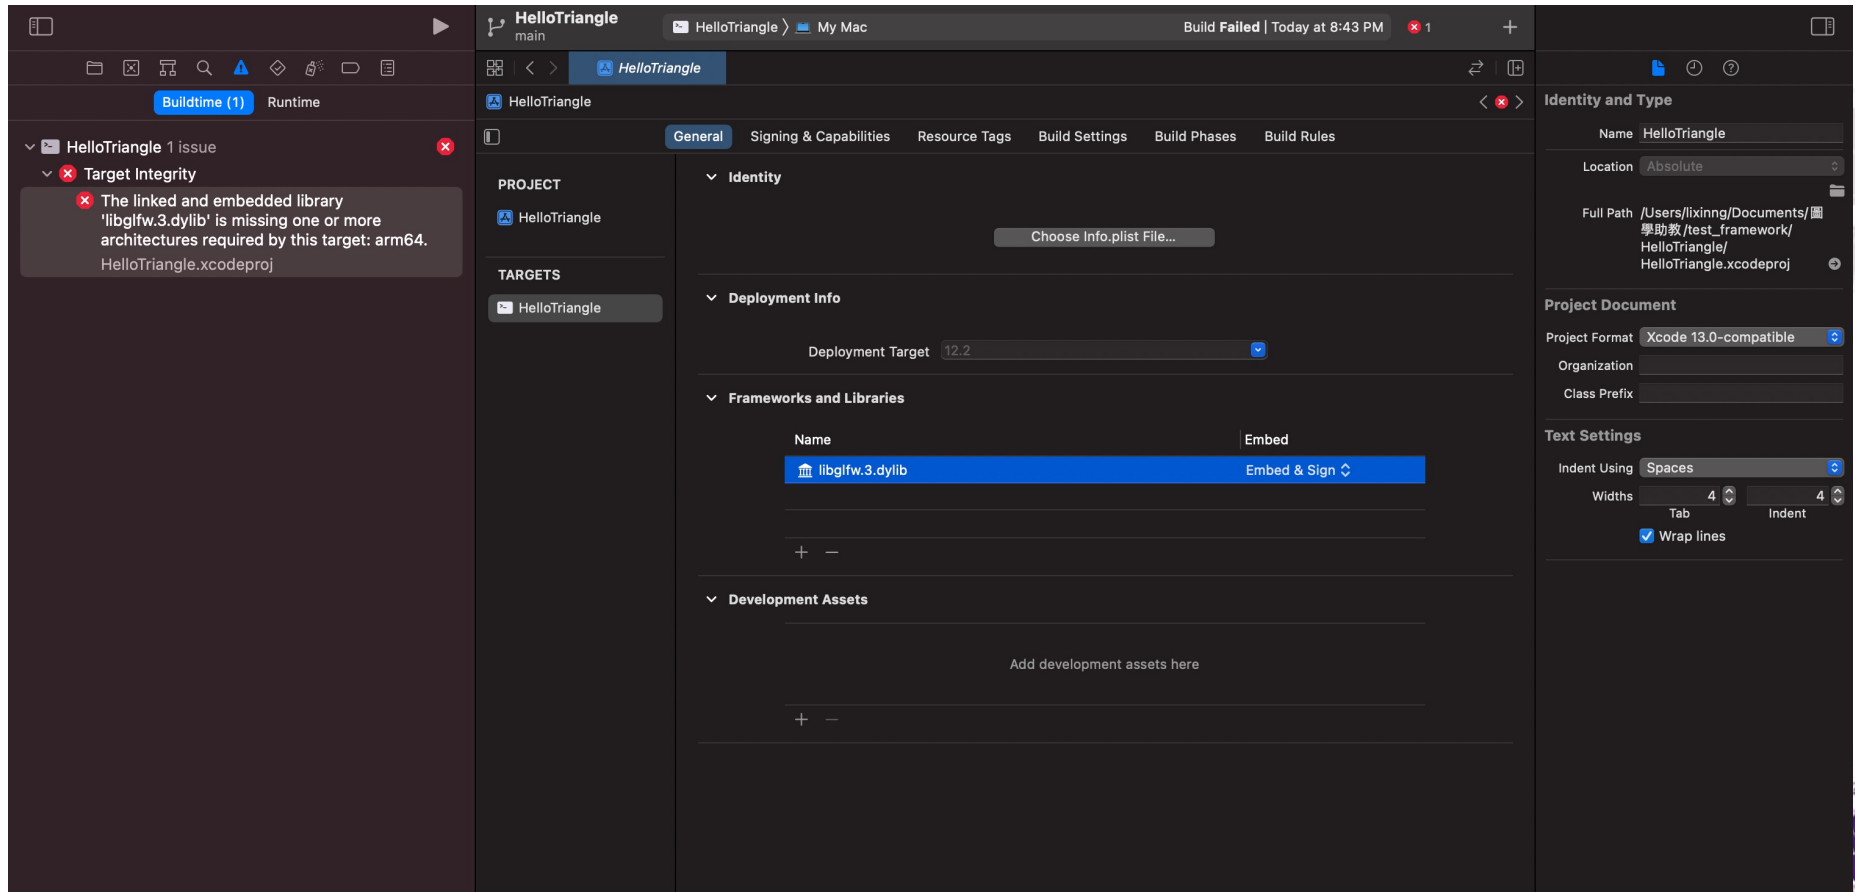 HelloTriangle
main
HelloTriangle
My Mac
Build Failed | Today at 8:43 PM
1
HelloTriangle
Buildtime (1)
Runtime
HelloTriangle 1 issue
Target Integrity
The linked and embedded library
'libglfw.3.dylib' is missing one or more
architectures required by this target: arm64.
HelloTriangle.xcodeproj
HelloTriangle
General
Signing & Capabilities
Resource Tags
Build Settings
Build Phases
Build Rules
PROJECT
HelloTriangle
TARGETS
HelloTriangle
Identity
Choose Info.plist File...
Deployment Info
Deployment Target 12.2
Frameworks and Libraries
Name Embed
libglfw.3.dylib Embed & Sign
Development Assets
Add development assets here
Identity and Type
Name HelloTriangle
Location Absolute
Full Path /Users/lixinng/Documents/圖
學助教/test_framework/
HelloTriangle/
HelloTriangle.xcodeproj
Project Document
Project Format Xcode 13.0-compatible
Organization
Class Prefix
Text Settings
Indent Using Spaces
Widths 4 4
Tab Indent
Wrap lines